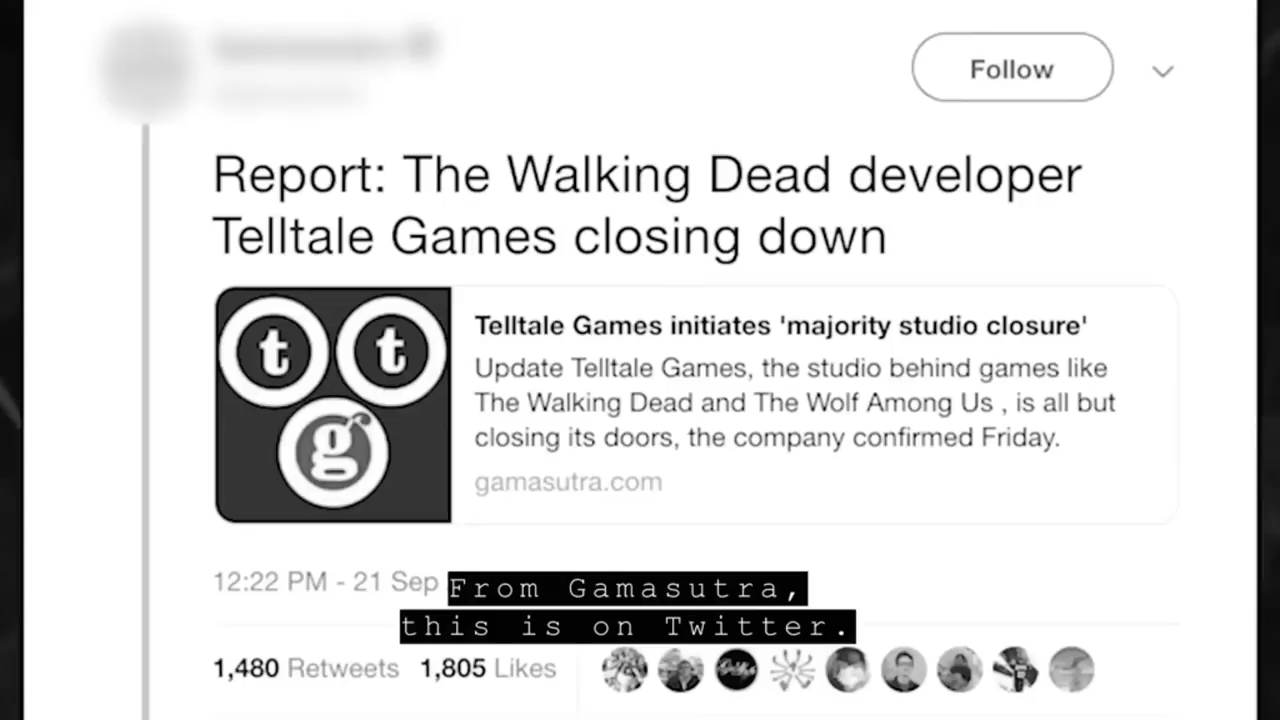 Follow
Report: The Walking Dead developer
Telltale Games closing down
t t
g
Telltale Games initiates 'majority studio closure'
Update Telltale Games, the studio behind games like
The Walking Dead and The Wolf Among Us , is all but
closing its doors, the company confirmed Friday.
gamasutra.com
12:22 PM - 21 Sep
From Gamasutra,
this is on Twitter.
1,480 Retweets 1,805 Likes